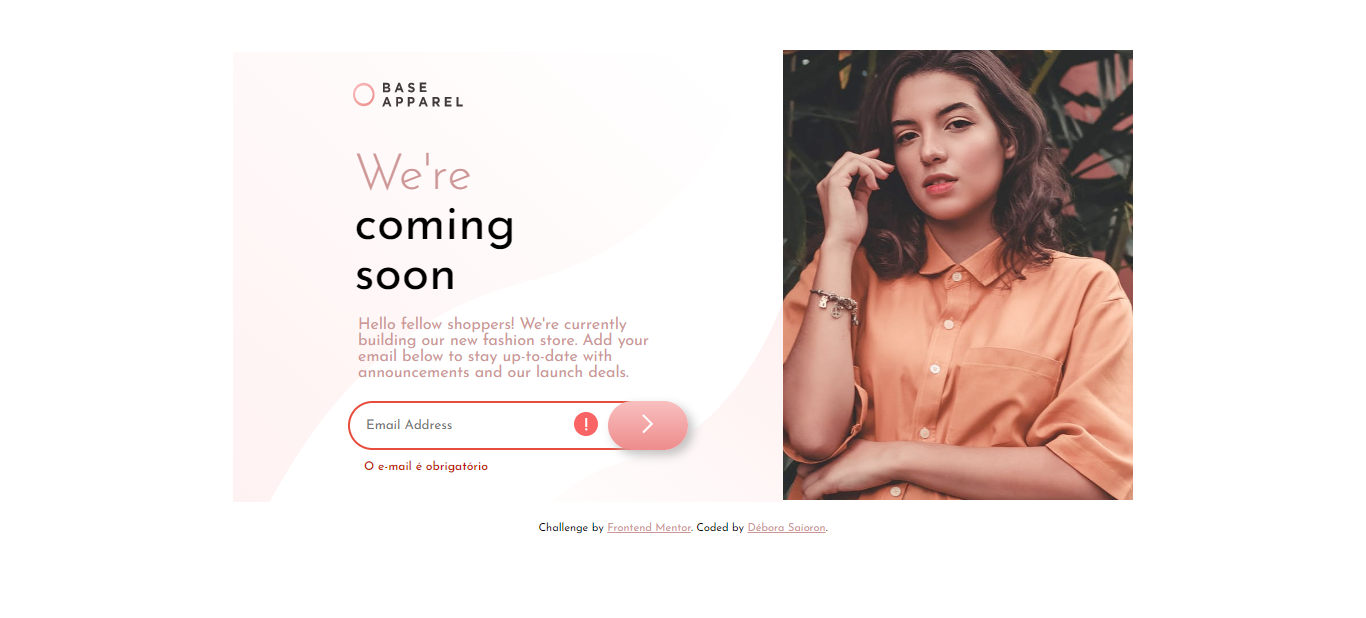 BASE
APPAREL
We're
coming
soon
Hello fellow shoppers! We're currently
building our new fashion store. Add your
email below to stay up-to-date with
announcements and our launch deals.
Email Address !
O e-mail é obrigatório
Challenge by Frontend Mentor. Coded by Débora Saioron.